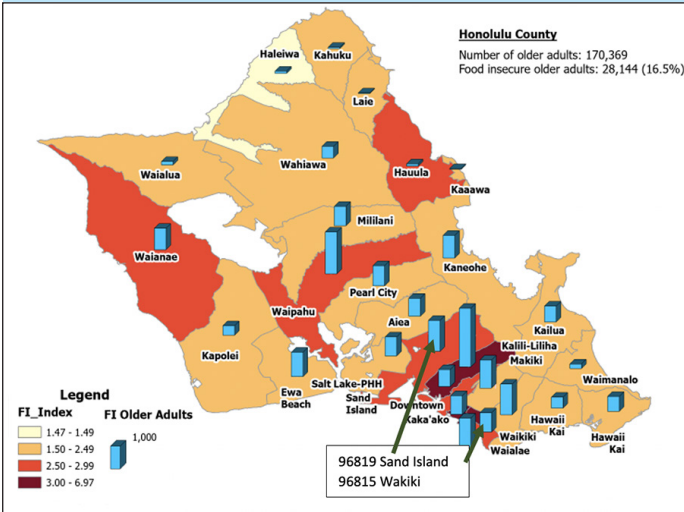 Honolulu County
Number of older adults: 170,369
Food insecure older adults: 28,144 (16.5%)
Haleiwa
Kahuku
Laie
Wahiawa
Waialua
Hauula
Kaaawa
Mililani
Waianae
Kaneohe
Pearl City
Waipahu
Aiea
Kailua
Kapolei
Kalili-Liliha
Makiki
Waimanalo
Ewa
Beach
Salt Lake-PHH
Sand
Island
Downtown
Kaka'ako
Waikiki
Waialae
Hawaii
Kai
Hawaii
Kai
Legend
FI_Index
FI Older Adults
1.47 - 1.49
1.50 - 2.49
2.50 - 2.99
3.00 - 6.97
1,000
96819 Sand Island
96815 Wakiki